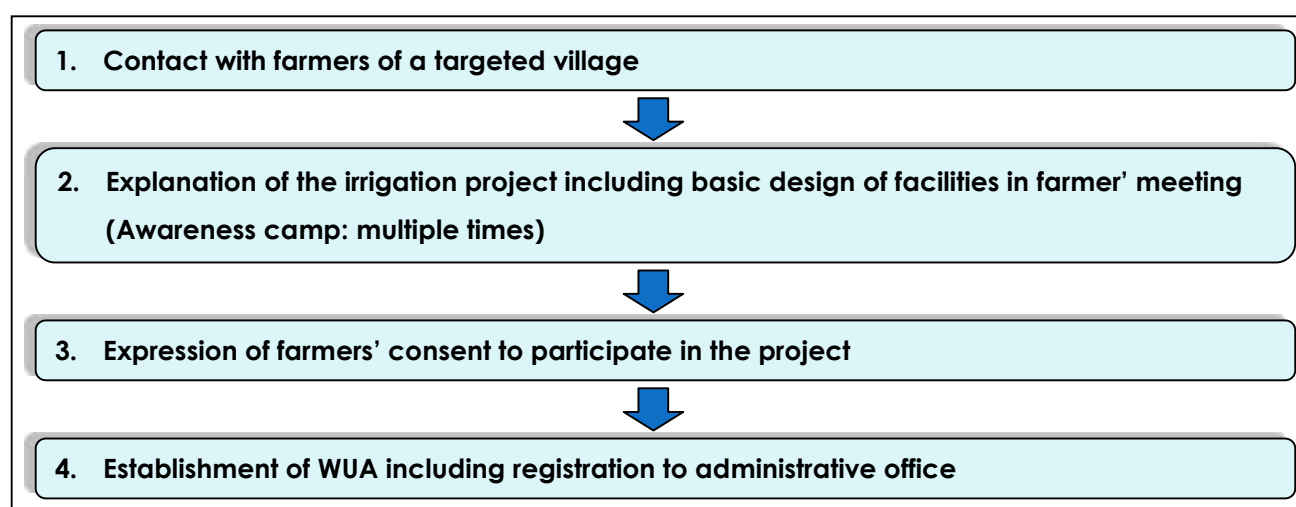 1. Contact with farmers of a targeted village
2. Explanation of the irrigation project including basic design of facilities in farmer’ meeting
(Awareness camp: multiple times)
3. Expression of farmers’ consent to participate in the project
4. Establishment of WUA including registration to administrative office